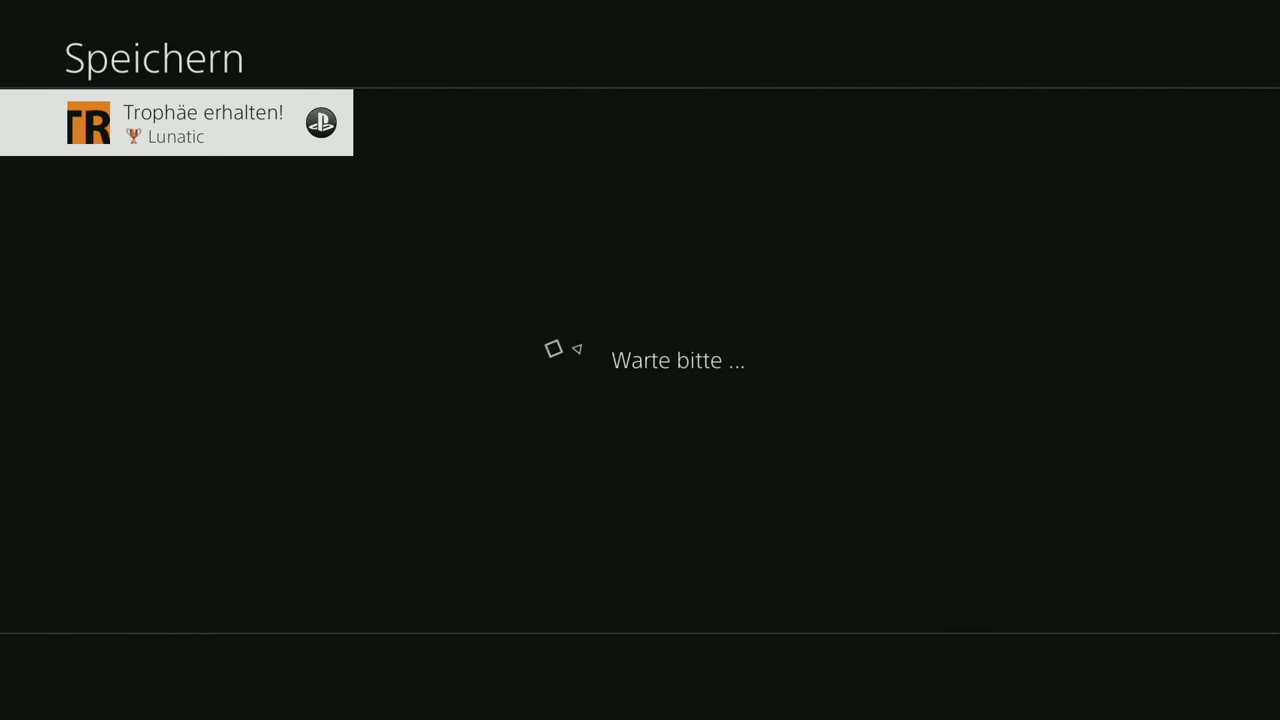 Speichern
TR
Trophäe erhalten!
Lunatic
Warte bitte ...